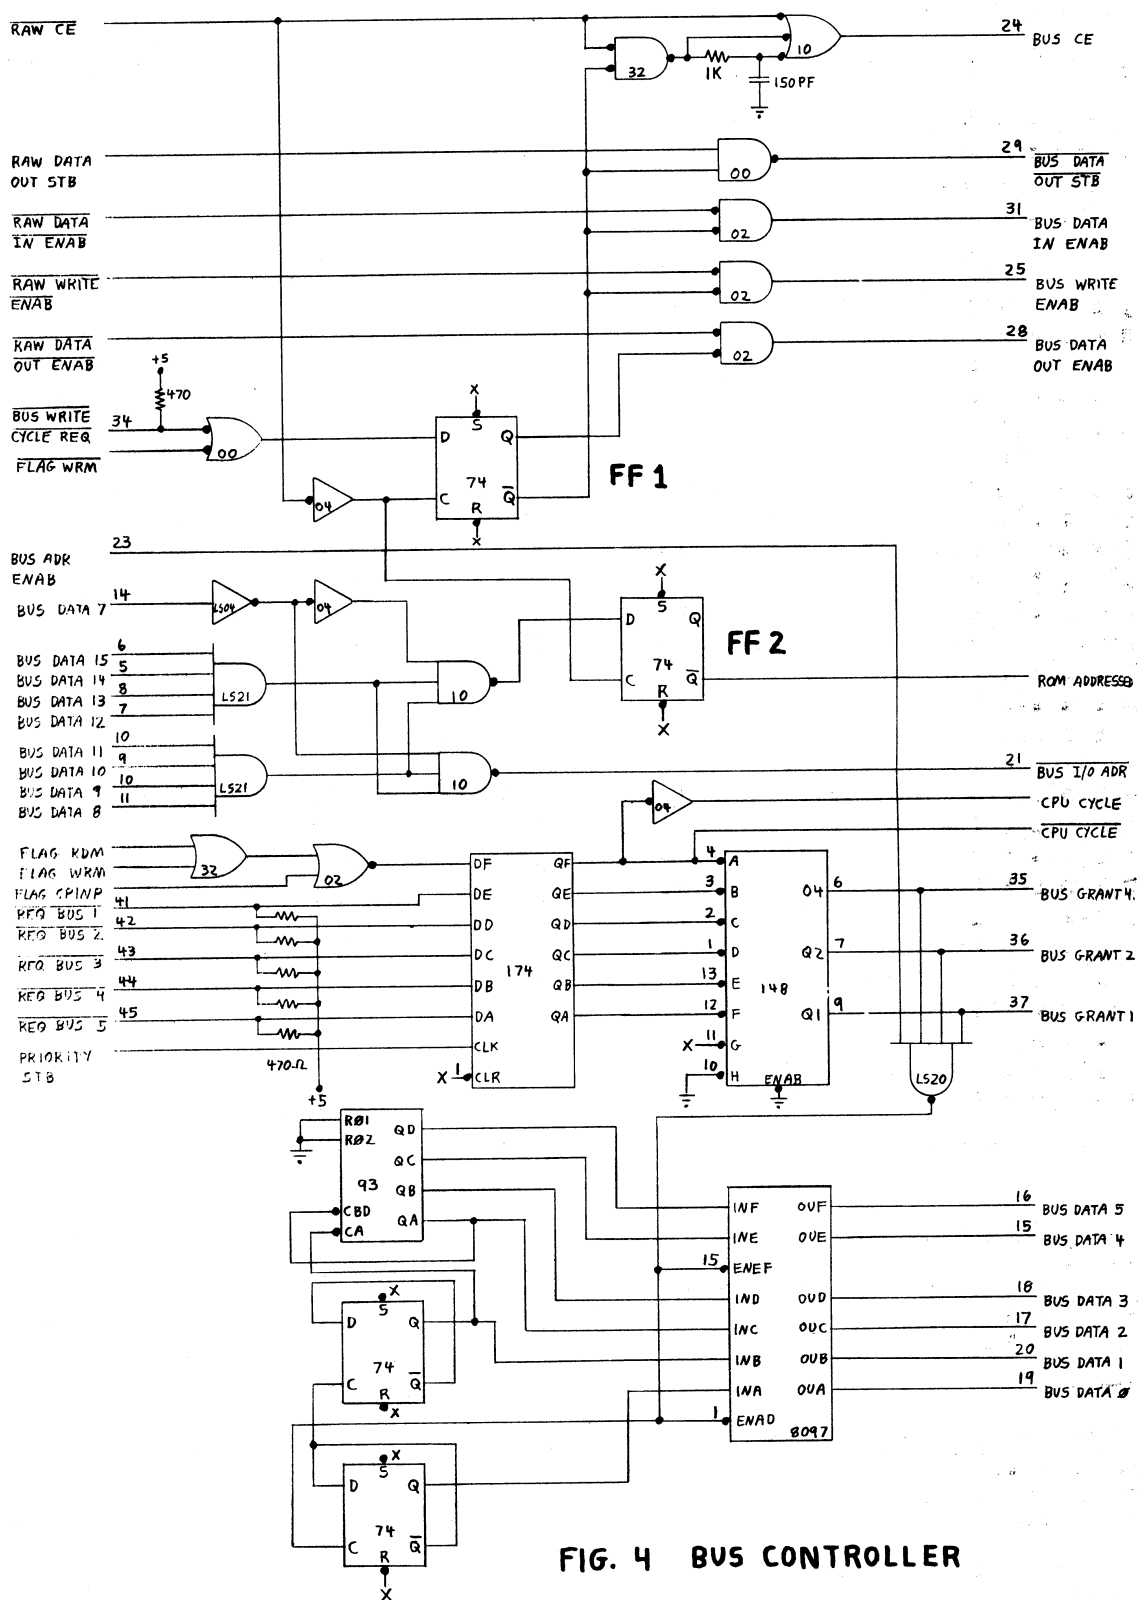 RAW CE
24
BUS CE
32
10
1K
150PF
RAW DATA
OUT STB
00
29
BUS DATA
OUT STB
RAW DATA
IN ENAB
02
31
BUS DATA
IN ENAB
RAW WRITE
ENAB
02
25
BUS WRITE
ENAB
RAW DATA
OUT ENAB
02
28
BUS DATA
OUT ENAB
+5
470
BUS WRITE
CYCLE REQ
34
FLAG WRM
00
X
S
D
Q
74
C
Q
R
X
FF 1
04
BUS ADR
ENAB
23
BUS DATA 7
14
LS04
04
X
S
D
Q
74
C
Q
R
X
FF 2
ROM ADDRESSED
BUS DATA 15
6
BUS DATA 14
5
BUS DATA 13
8
BUS DATA 12
7
LS21
10
BUS DATA 11
10
BUS DATA 10
9
BUS DATA 9
10
BUS DATA 8
11
LS21
10
21
BUS I/O ADR
04
CPU CYCLE
CPU CYCLE
FLAG RDM
FLAG WRM
32
02
FLAG SPINP
REQ BUS 1
41
REQ BUS 2
42
REQ BUS 3
43
REQ BUS 4
44
REQ BUS 5
45
PRIORITY
STB
470Ω
+5
DF QF
DE QE
DD QD
DC QC
174
DB QB
DA QA
CLK
X 1 CLR
4 A
3 B
2 C
1 D
13 E
12 F
X 11 G
10 H
148
ENAB
04 6
Q2 7
Q1 9
35
BUS GRANT 4
36
BUS GRANT 2
37
BUS GRANT 1
LS20
RØ1
RØ2
QD
QC
93
QB
CBD
QA
CA
X
S
D Q
74
C Q
R
X
X
S
D Q
74
C Q
R
X
INF OUF
INE OUE
15 ENEF
IND OUD
INC OUC
INB OUB
INA OUA
1 ENAD
8097
16
BUS DATA 5
15
BUS DATA 4
18
BUS DATA 3
17
BUS DATA 2
20
BUS DATA 1
19
BUS DATA Ø
FIG. 4 BUS CONTROLLER